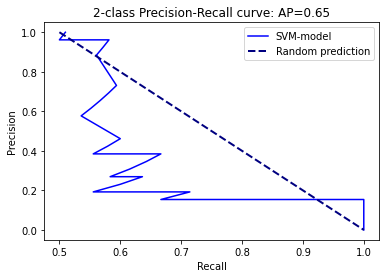 2-class Precision-Recall curve: AP=0.65
1.0
0.8
0.6
0.4
0.2
0.0
Precision
SVM-model
Random prediction
0.5
0.6
0.7
0.8
0.9
1.0
Recall